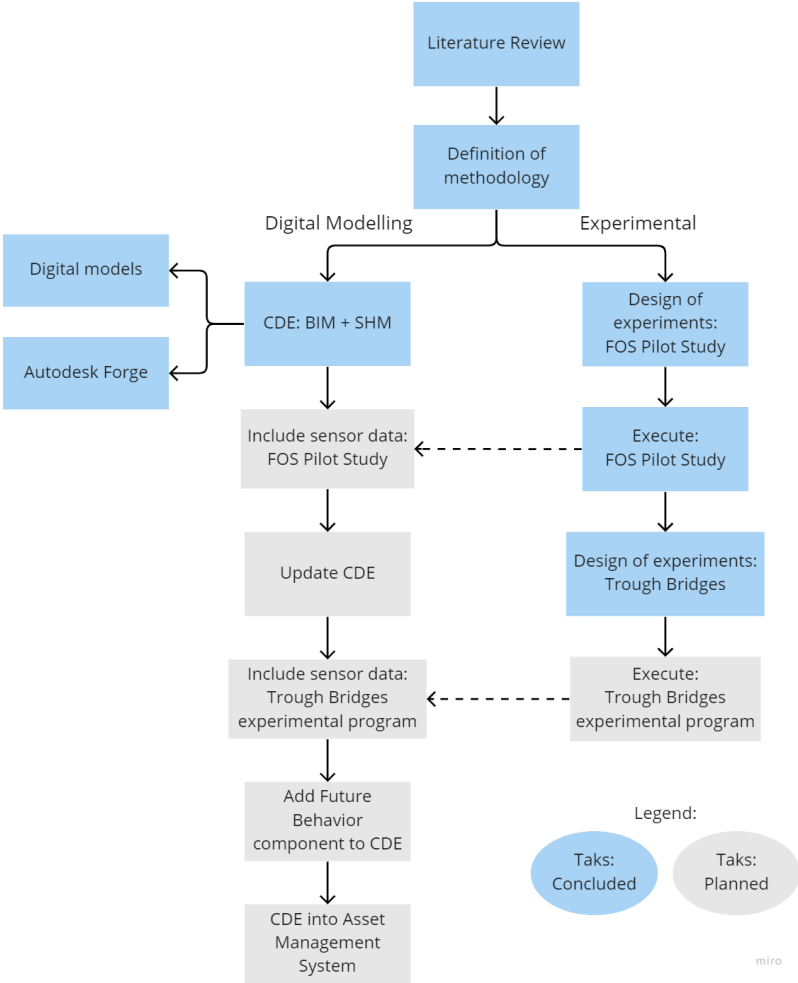 Literature Review
Definition of
methodology
Digital Modelling
Experimental
Digital models
Autodesk Forge
CDE: BIM + SHM
Design of
experiments:
FOS Pilot Study
Include sensor data:
FOS Pilot Study
Execute:
FOS Pilot Study
Update CDE
Design of experiments:
Trough Bridges
Include sensor data:
Trough Bridges
experimental program
Execute:
Trough Bridges
experimental program
Add Future
Behavior
component to CDE
CDE into Asset
Management
System
Legend:
Taks:
Concluded
Taks:
Planned
miro